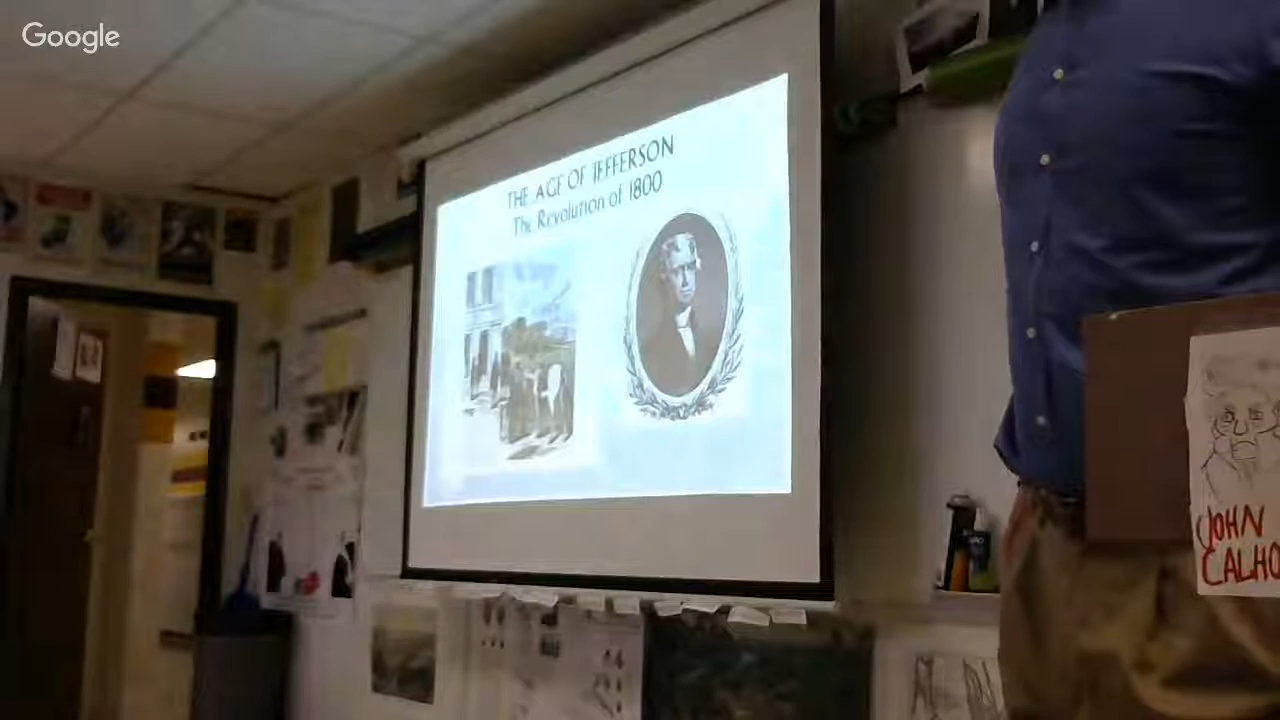 Google
THE AGE OF JEFFERSON
The Revolution of 1800
JOHN
CALHO